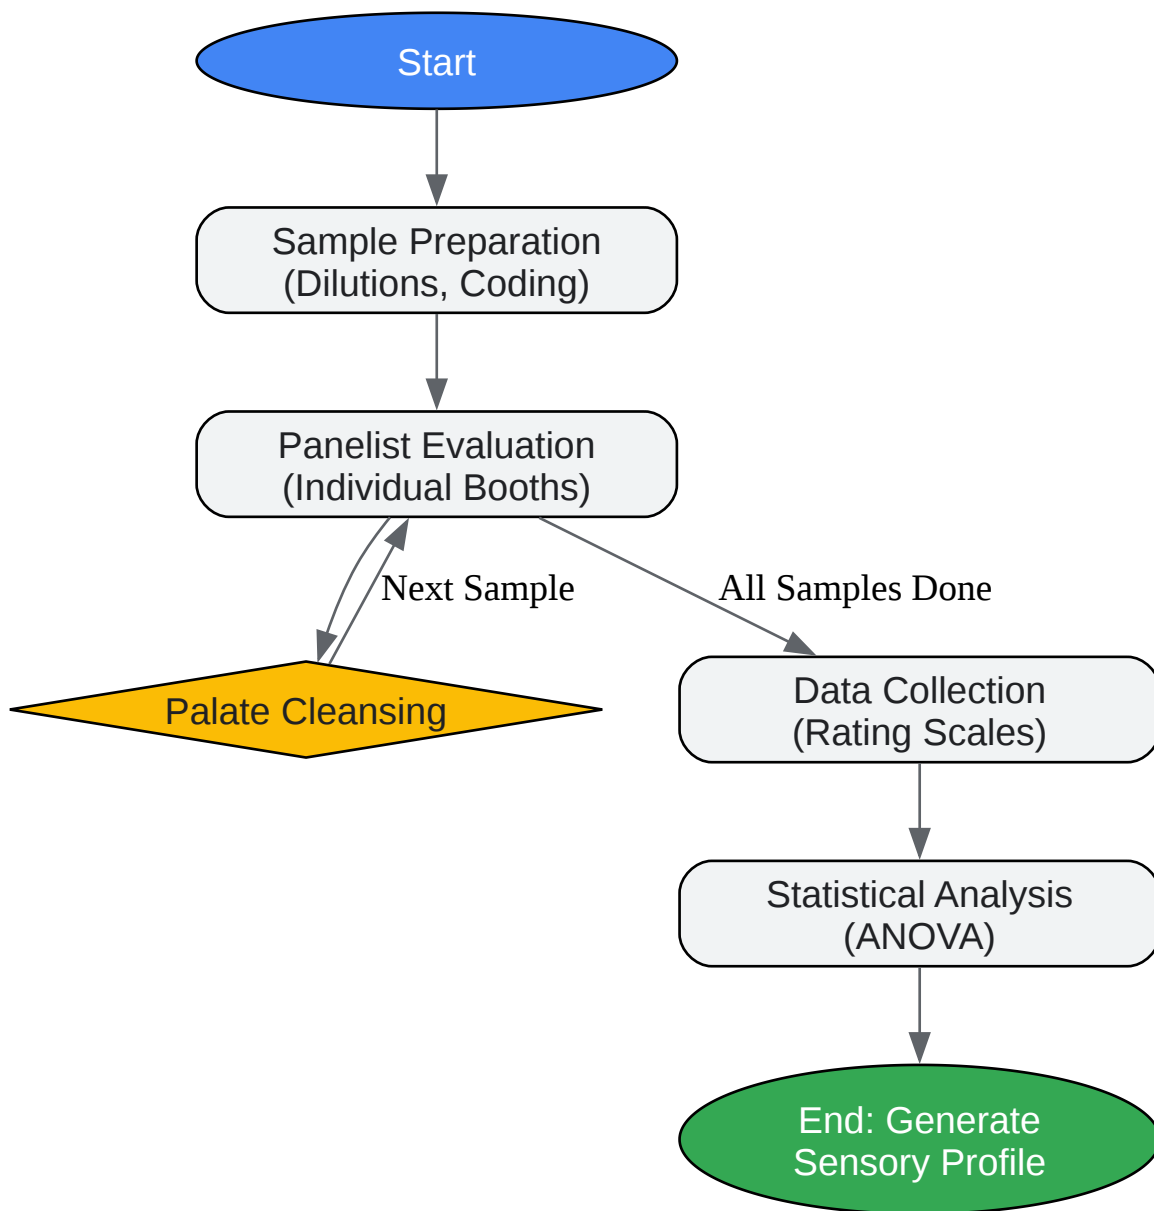 Start
Sample Preparation
(Dilutions, Coding)
Panelist Evaluation
(Individual Booths)
Next Sample
All Samples Done
Palate Cleansing
Data Collection
(Rating Scales)
Statistical Analysis
(ANOVA)
End: Generate
Sensory Profile